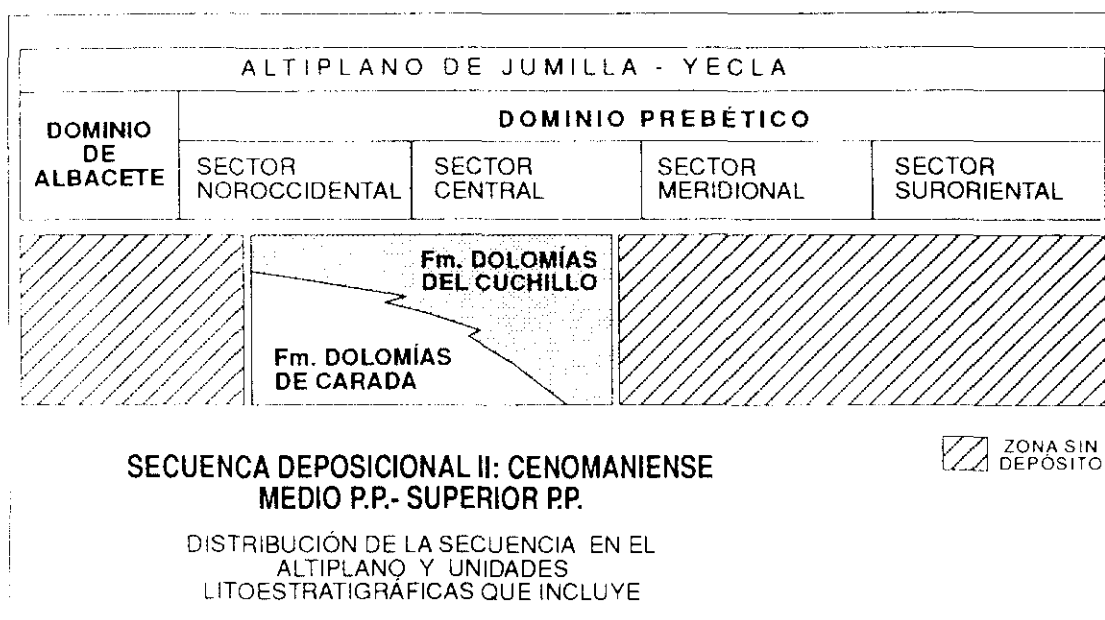 ALTIPLANO DE JUMILLA - YECLA
DOMINIO
DE
ALBACETE
DOMINIO PREBÉTICO
SECTOR
NOROCCIDENTAL
SECTOR
CENTRAL
SECTOR
MERIDIONAL
SECTOR
SURORIENTAL
Fm. DOLOMÍAS
DEL CUCHILLO
Fm. DOLOMÍAS
DE CARADA
ZONA SIN
DEPÓSITO
SECUENCA DEPOSICIONAL II: CENOMANIENSE
MEDIO P.P.- SUPERIOR P.P.
DISTRIBUCIÓN DE LA SECUENCIA EN EL
ALTIPLANO Y UNIDADES
LITOESTRATIGRÁFICAS QUE INCLUYE